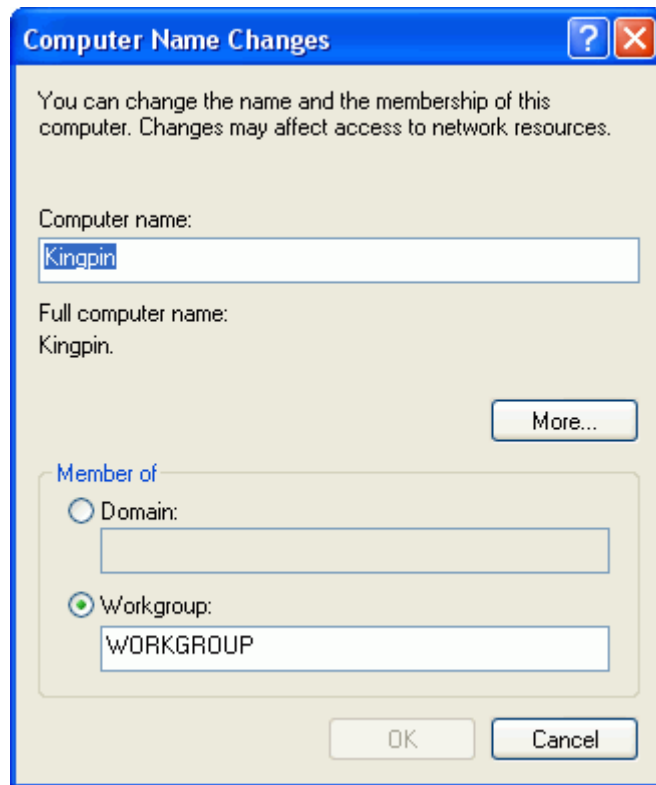 Computer Name Changes
You can change the name and the membership of this
computer. Changes may affect access to network resources.
Computer name:
Kingpin
Full computer name:
Kingpin.
More...
Member of
Domain:
Workgroup:
WORKGROUP
OK
Cancel